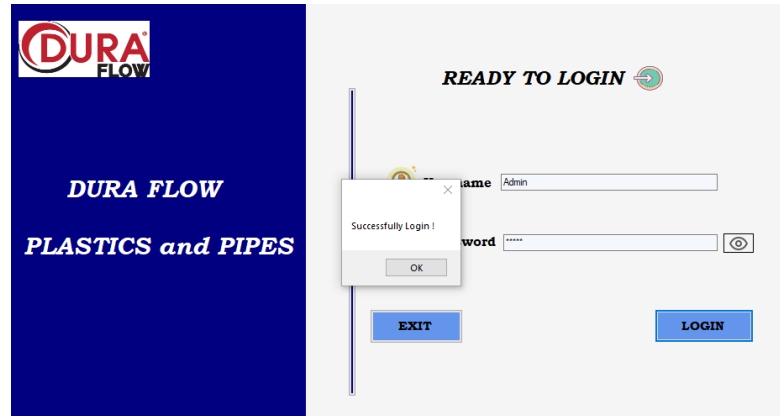 DURA
FLOW
DURA FLOW
PLASTICS and PIPES
READY TO LOGIN
Admin
Successfully Login !
*****
OK
EXIT
LOGIN